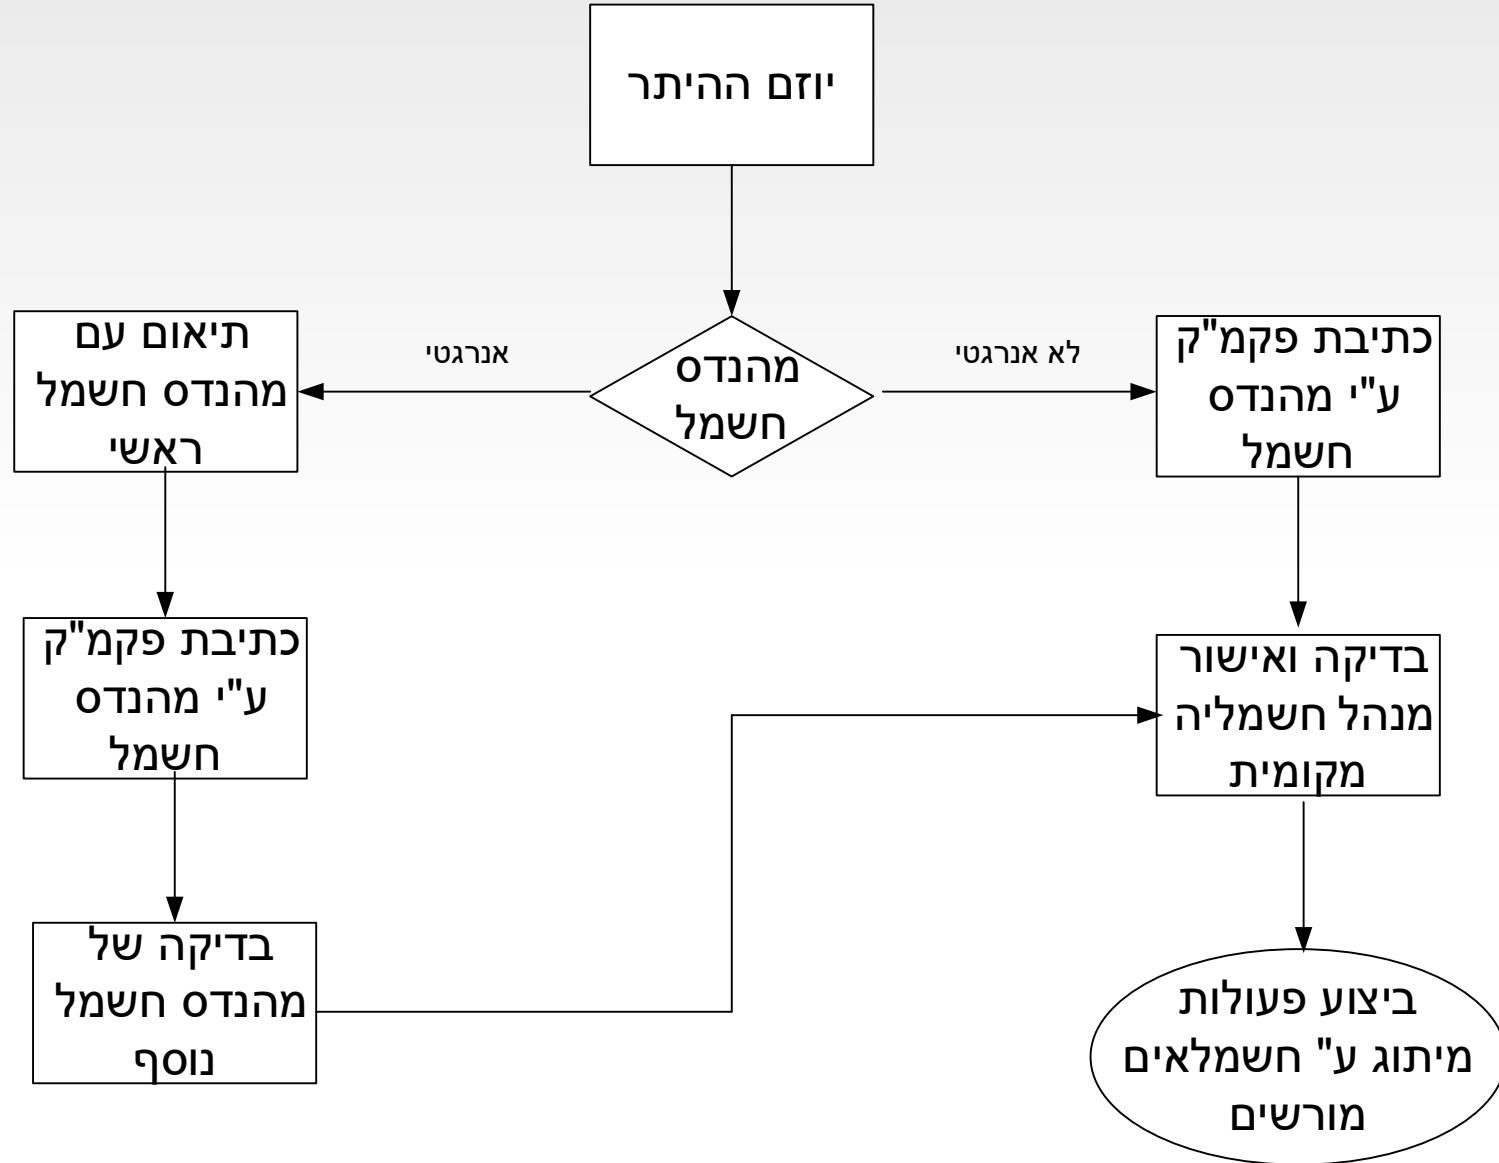 יוזם ההיתר
מהנדס
חשמל
לא אנרגטי
אנרגטי
כתיבת פקמ"ק
ע"י מהנדס
חשמל
תיאום עם
מהנדס חשמל
ראשי
כתיבת פקמ"ק
ע"י מהנדס
חשמל
בדיקה של
מהנדס חשמל
נוסף
בדיקה ואישור
מנהל חשמליה
מקומית
ביצוע פעולות
מיתוג ע" חשמלאים
מורשים